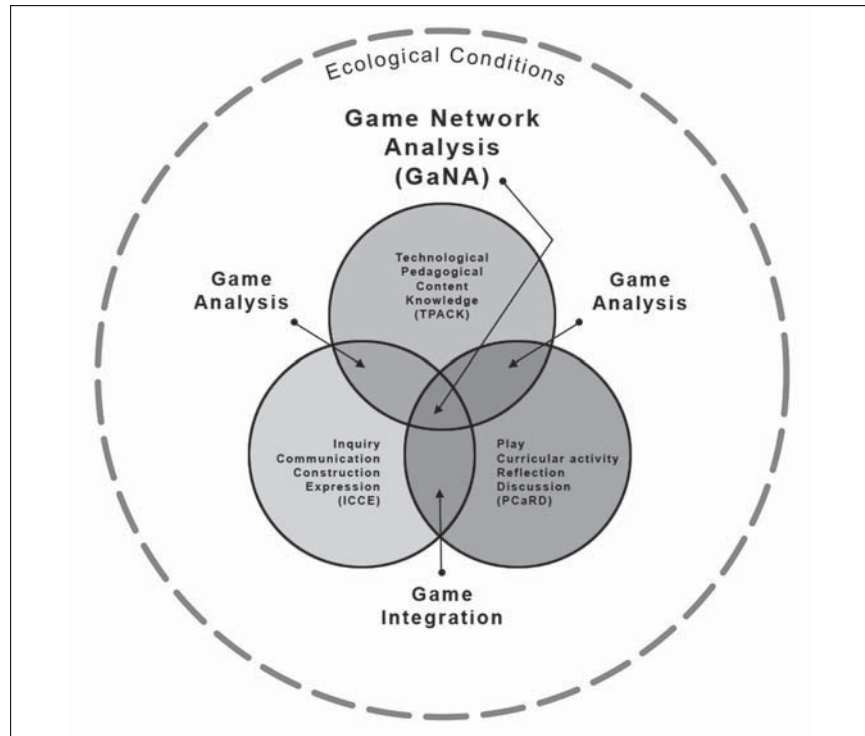 Ecological Conditions
Game Network
Analysis
(GaNA)
Technological
Pedagogical
Content
Knowledge
(TPACK)
Game
Analysis
Game
Analysis
Inquiry
Communication
Construction
Expression
(ICCE)
Play
Curricular activity
Reflection
Discussion
(PCaRD)
Game
Integration